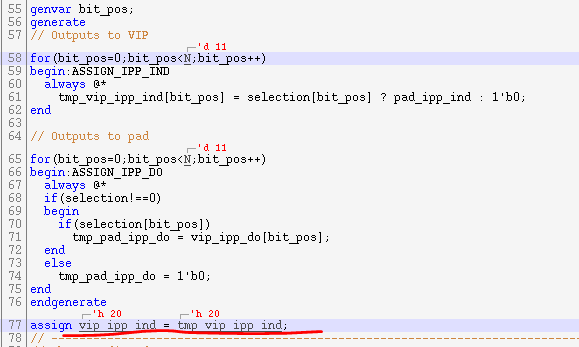 55 genvar bit_pos;
56 generate
57 // Outputs to VIP
'd 11
58 for(bit_pos=0;bit_pos<N;bit_pos++)
59 begin:ASSIGN_IPP_IND
60 always @*
61 tmp_vip_ipp_ind[bit_pos] = selection[bit_pos] ? pad_ipp_ind : 1'b0;
62 end
63
64 // Outputs to pad
'd 11
65 for(bit_pos=0;bit_pos<N;bit_pos++)
66 begin:ASSIGN_IPP_DO
67 always @*
68 if(selection!==0)
69 begin
70 if(selection[bit_pos])
71 tmp_pad_ipp_do = vip_ipp_do[bit_pos];
72 end
73 else
74 tmp_pad_ipp_do = 1'b0;
75 end
76 endgenerate
'h 20 'h 20
77 assign vip_ipp_ind = tmp_vip_ipp_ind;
78 // ----------------------------------------------------------------------